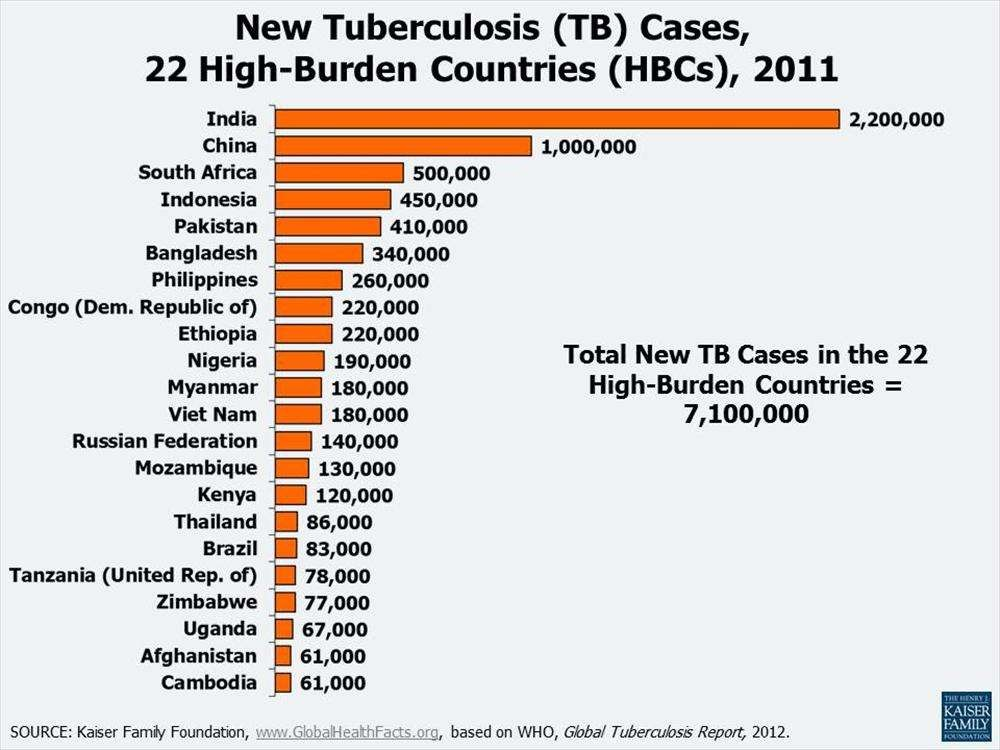 New Tuberculosis (TB) Cases,
22 High-Burden Countries (HBCs), 2011
India 2,200,000
China 1,000,000
South Africa 500,000
Indonesia 450,000
Pakistan 410,000
Bangladesh 340,000
Philippines 260,000
Congo (Dem. Republic of) 220,000
Ethiopia 220,000
Nigeria 190,000
Myanmar 180,000
Viet Nam 180,000
Russian Federation 140,000
Mozambique 130,000
Kenya 120,000
Thailand 86,000
Brazil 83,000
Tanzania (United Rep. of) 78,000
Zimbabwe 77,000
Uganda 67,000
Afghanistan 61,000
Cambodia 61,000
Total New TB Cases in the 22
High-Burden Countries =
7,100,000
SOURCE: Kaiser Family Foundation, www.GlobalHealthFacts.org, based on WHO, Global Tuberculosis Report, 2012.
THE HENRY J.
KAISER
FAMILY
FOUNDATION